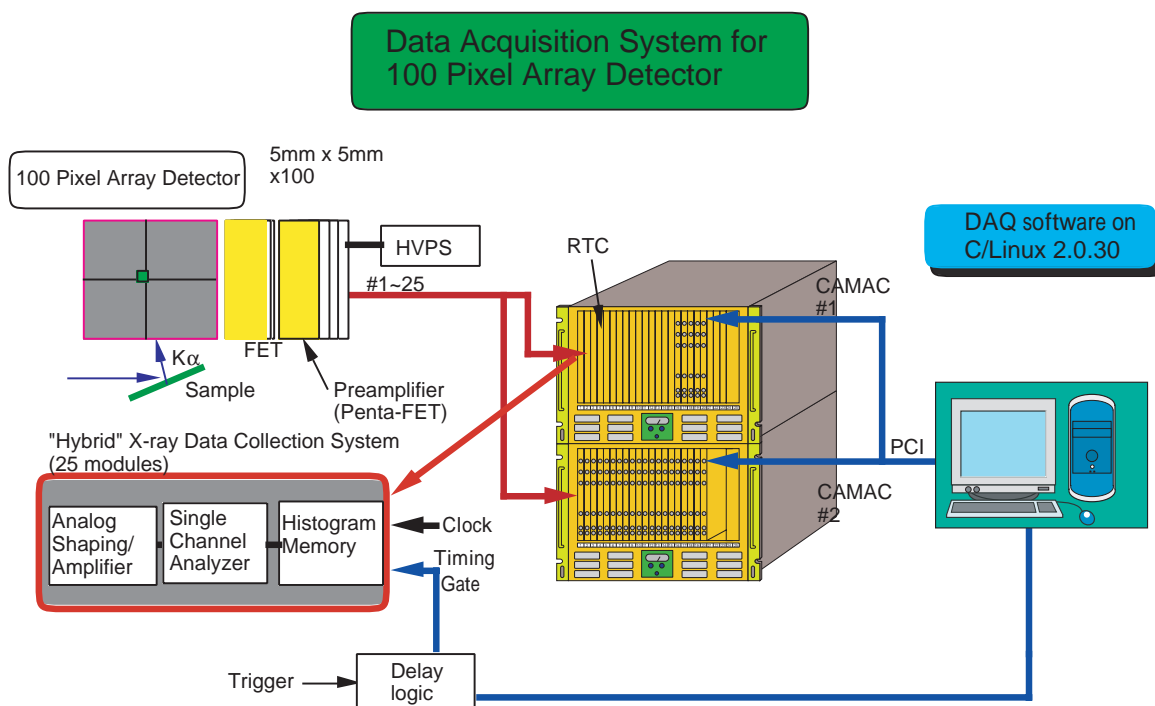 Data Acquisition System for
100 Pixel Array Detector
5mm x 5mm
x100
100 Pixel Array Detector
HVPS
#1~25
FET
Kα
Sample
Preamplifier
(Penta-FET)
RTC
CAMAC
#1
DAQ software on
C/Linux 2.0.30
PCI
CAMAC
#2
"Hybrid" X-ray Data Collection System
(25 modules)
Analog
Shaping/
Amplifier
Single
Channel
Analyzer
Histogram
Memory
Clock
Timing
Gate
Trigger
Delay
logic